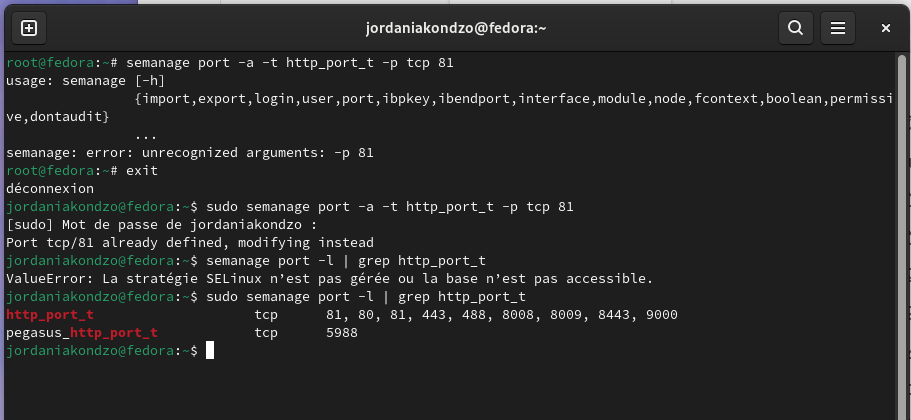 jordaniakondzo@fedora:~
root@fedora:~# semanage port -a -t http_port_t -p tcp 81
usage: semanage [-h]
                {import,export,login,user,port,ibpkey,ibendport,interface,module,node,fcontext,boolean,permissi
ve,dontaudit}
                ...
semanage: error: unrecognized arguments: -p 81
root@fedora:~# exit
déconnexion
jordaniakondzo@fedora:~$ sudo semanage port -a -t http_port_t -p tcp 81
[sudo] Mot de passe de jordaniakondzo :
Port tcp/81 already defined, modifying instead
jordaniakondzo@fedora:~$ semanage port -l | grep http_port_t
ValueError: La stratégie SELinux n’est pas gérée ou la base n’est pas accessible.
jordaniakondzo@fedora:~$ sudo semanage port -l | grep http_port_t
http_port_t                    tcp      81, 80, 81, 443, 488, 8008, 8009, 8443, 9000
pegasus_http_port_t            tcp      5988
jordaniakondzo@fedora:~$